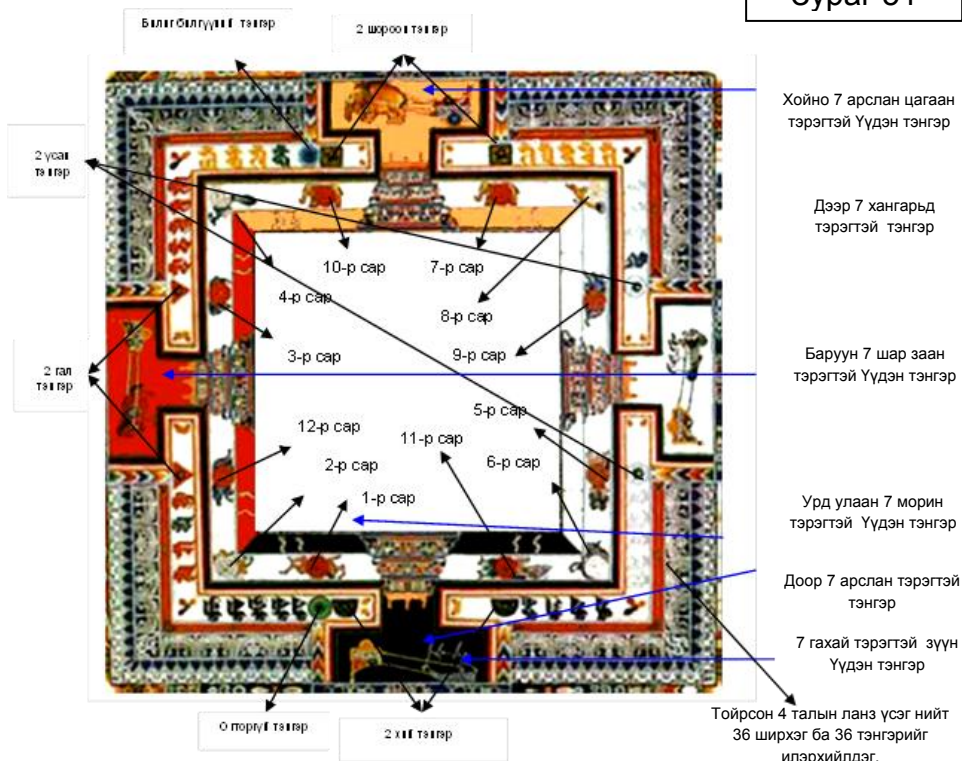 Зураг 34
Билиг билгүүний тэнгэр
2 шороон тэнгэр
Хойно 7 арслан цагаан
тэрэгтэй Үүдэн тэнгэр
2 усан
тэнгэр
Дээр 7 хангарьд
тэрэгтэй тэнгэр
10-р сар
7-р сар
4-р сар
8-р сар
3-р сар
9-р сар
2 гал
тэнгэр
Баруун 7 шар заан
тэрэгтэй Үүдэн тэнгэр
5-р сар
12-р сар
11-р сар
2-р сар
6-р сар
1-р сар
Урд улаан 7 морин
тэрэгтэй Үүдэн тэнгэр
Доор 7 арслан тэрэгтэй
тэнгэр
7 гахай тэрэгтэй зүүн
Үүдэн тэнгэр
Огторгуй тэнгэр
2 хий тэнгэр
Тойрсон 4 талын ланз үсэг нийт
36 ширхэг ба 36 тэнгэрийг
илэрхийлдэг.